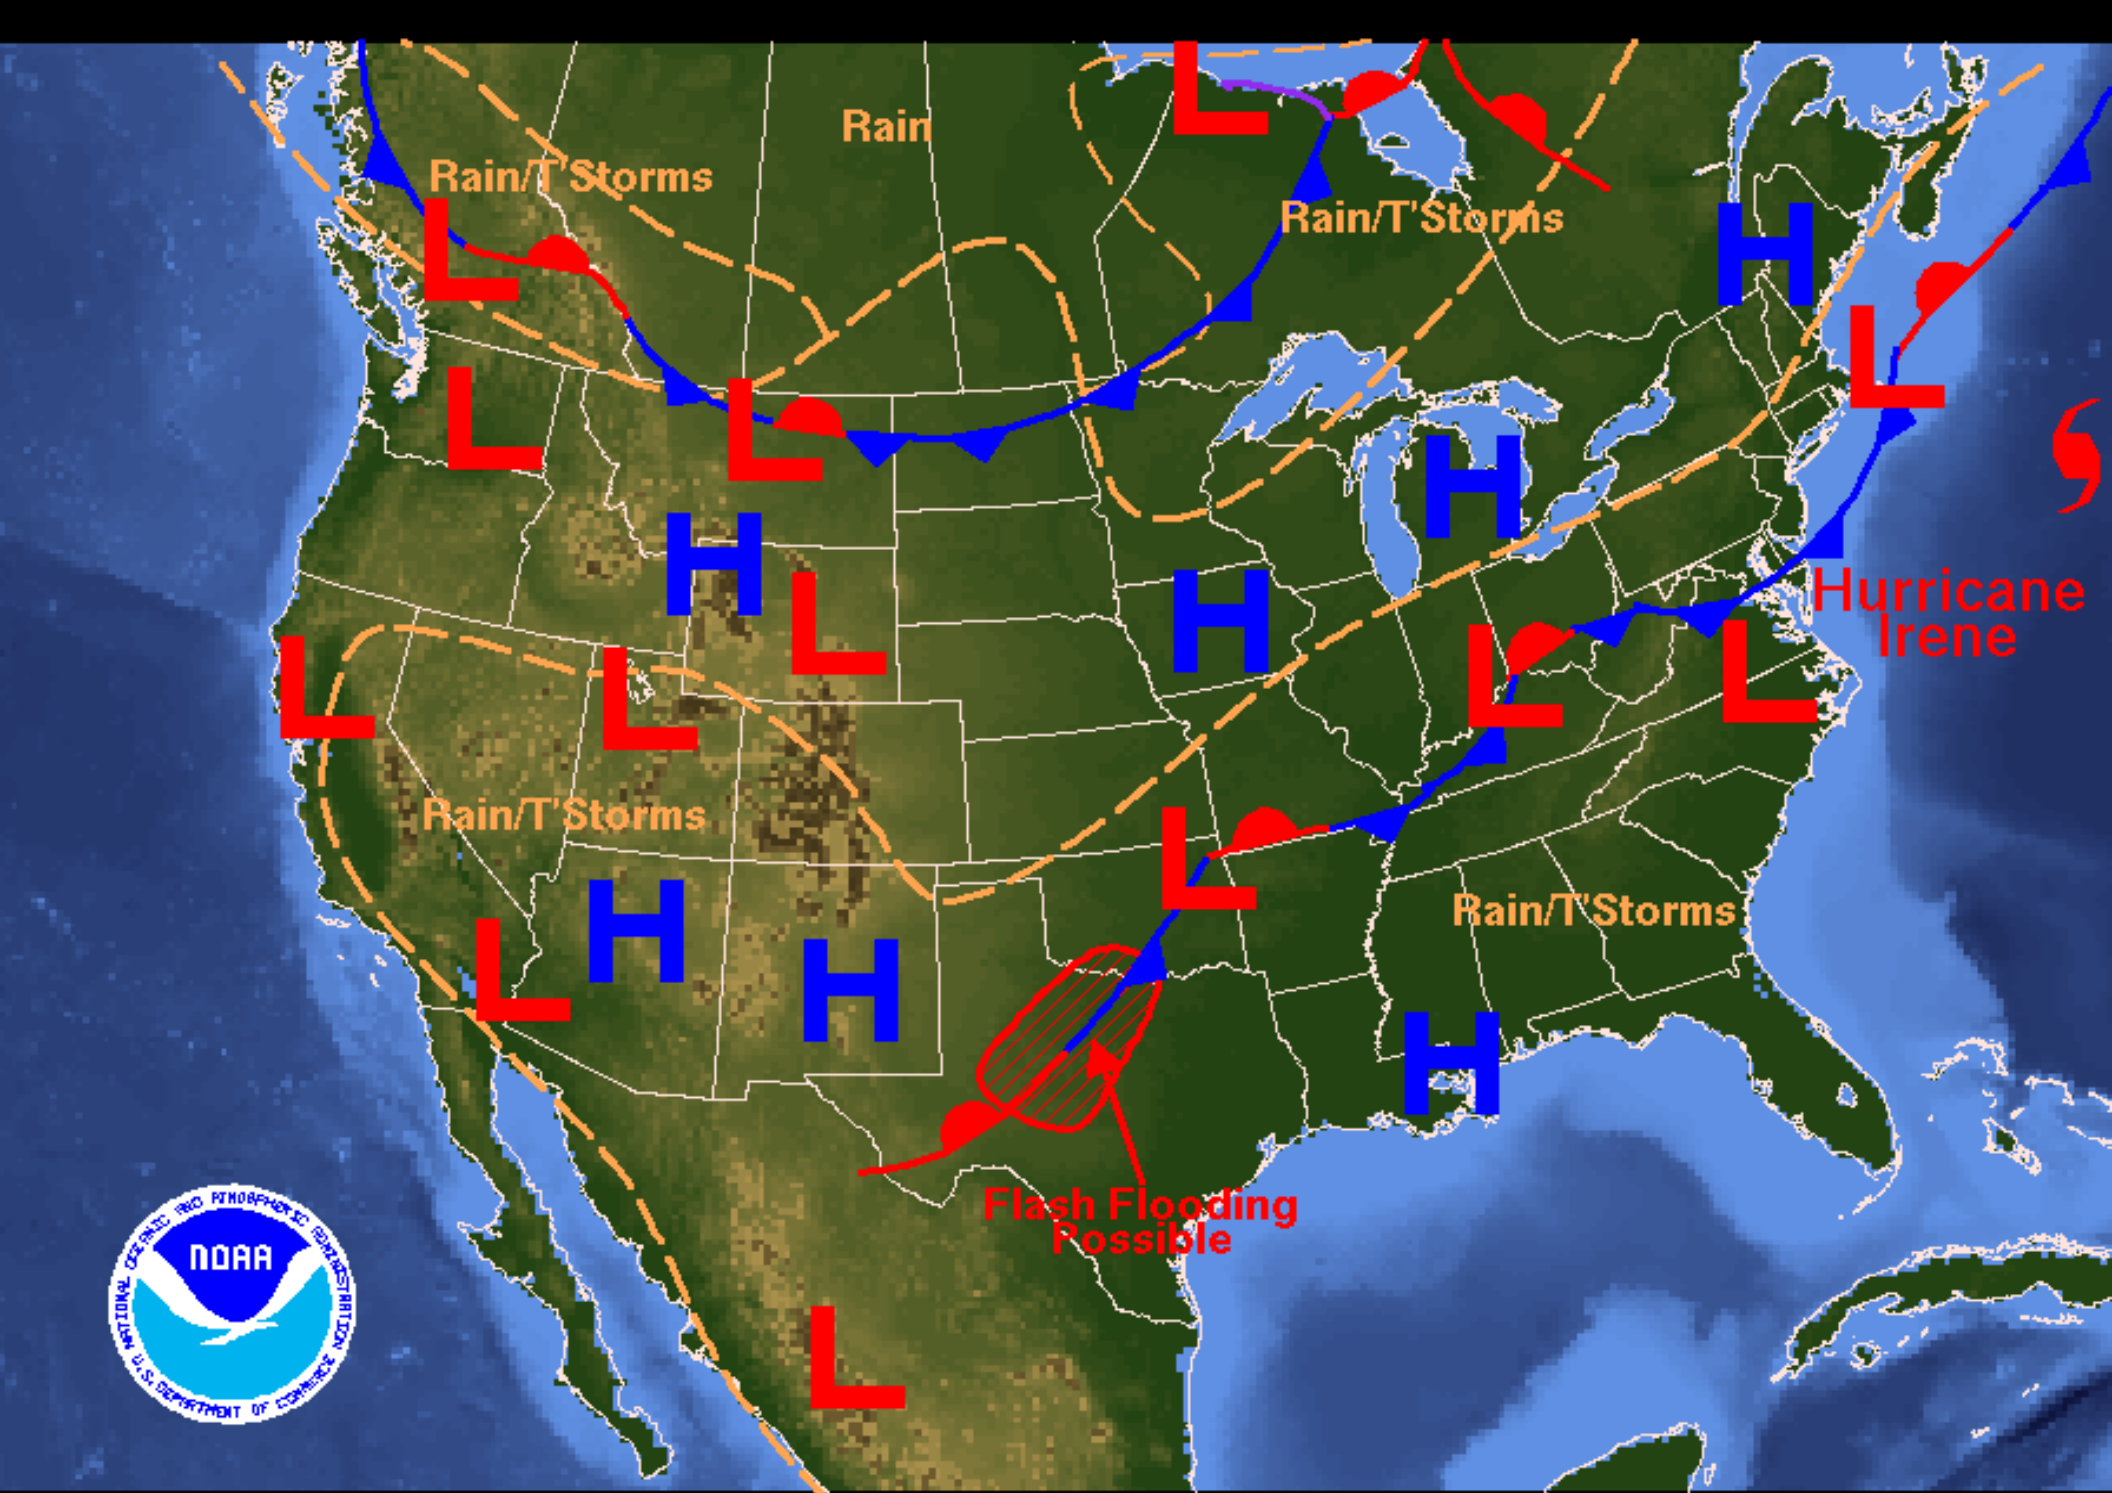 L
Rain
Rain/T'Storms
Rain/T'Storms
L
H
L
L
L
H
H
L
H
H
L
Hurricane
Irene
L
L
L
L
Rain/T'Storms
L
H
Rain/T'Storms
L
H
H
Flash Flooding
Possible
NATIONAL OCEANIC AND ATMOSPHERIC ADMINISTRATION
NOAA
U.S. DEPARTMENT OF COMMERCE
L